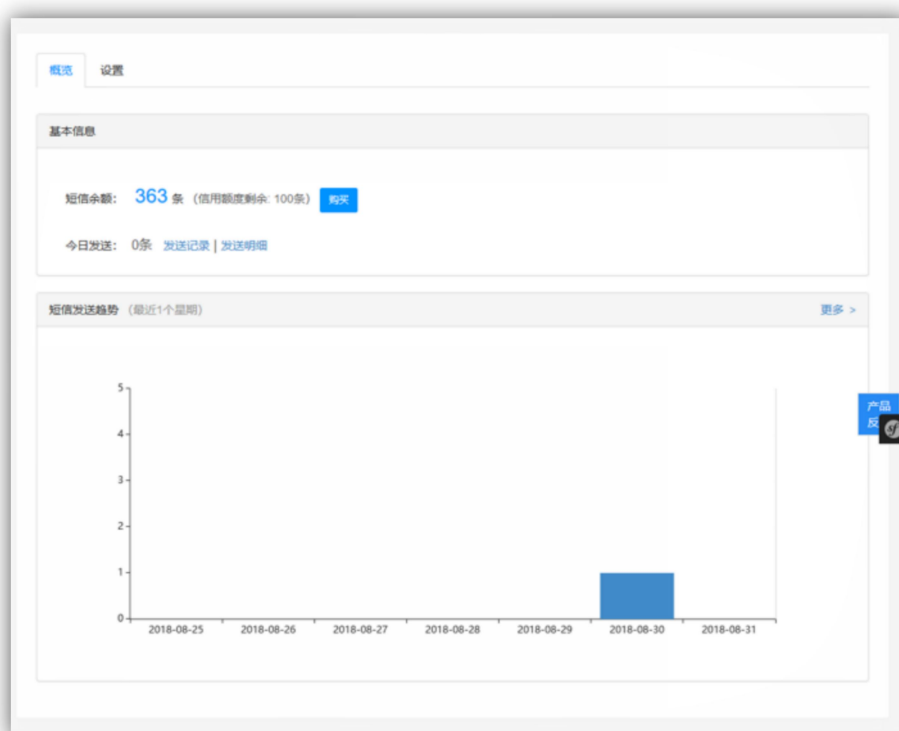 概览 设置
基本信息
短信余额： 363 条 (信用额度剩余: 100条) 购买
今日发送： 0条 发送记录 | 发送明细
短信发送趋势 (最近1个星期) 更多 >
5
4
3
2
1
0
2018-08-25 2018-08-26 2018-08-27 2018-08-28 2018-08-29 2018-08-30 2018-08-31
产品
反
sf